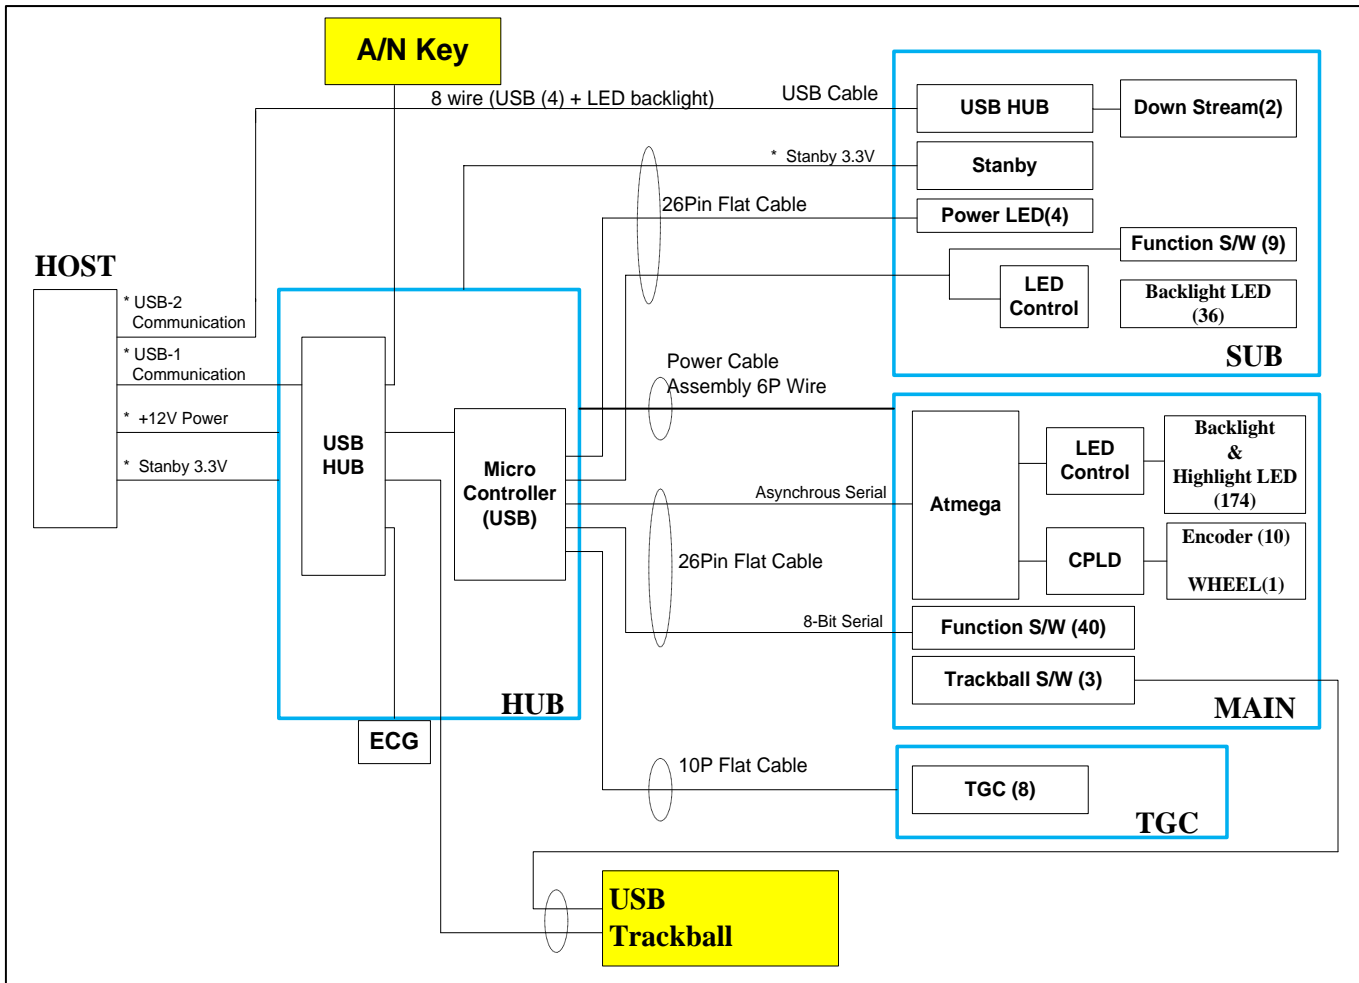 A/N Key
8 wire (USB (4) + LED backlight)
USB Cable
USB HUB
Down Stream(2)
* Stanby 3.3V
Stanby
26Pin Flat Cable
Power LED(4)
Function S/W (9)
LED
Control
Backlight LED
(36)
SUB
HOST
* USB-2
Communication
* USB-1
Communication
* +12V Power
* Stanby 3.3V
USB
HUB
Micro
Controller
(USB)
HUB
ECG
Power Cable
Assembly 6P Wire
Asynchrous Serial
26Pin Flat Cable
8-Bit Serial
Atmega
LED
Control
Backlight
&
Highlight LED
(174)
CPLD
Encoder (10)
WHEEL(1)
Function S/W (40)
Trackball S/W (3)
MAIN
10P Flat Cable
TGC (8)
TGC
USB
Trackball